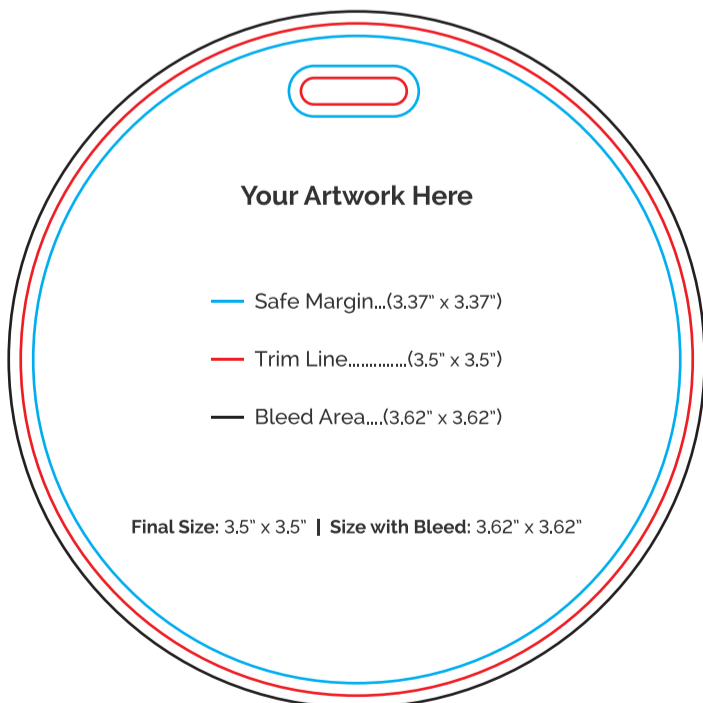 Your Artwork Here
Safe Margin...(3.37” x 3.37”)
Trim Line............(3.5” x 3.5”)
Bleed Area....(3.62” x 3.62”)
Final Size: 3.5” x 3.5” | Size with Bleed: 3.62” x 3.62”